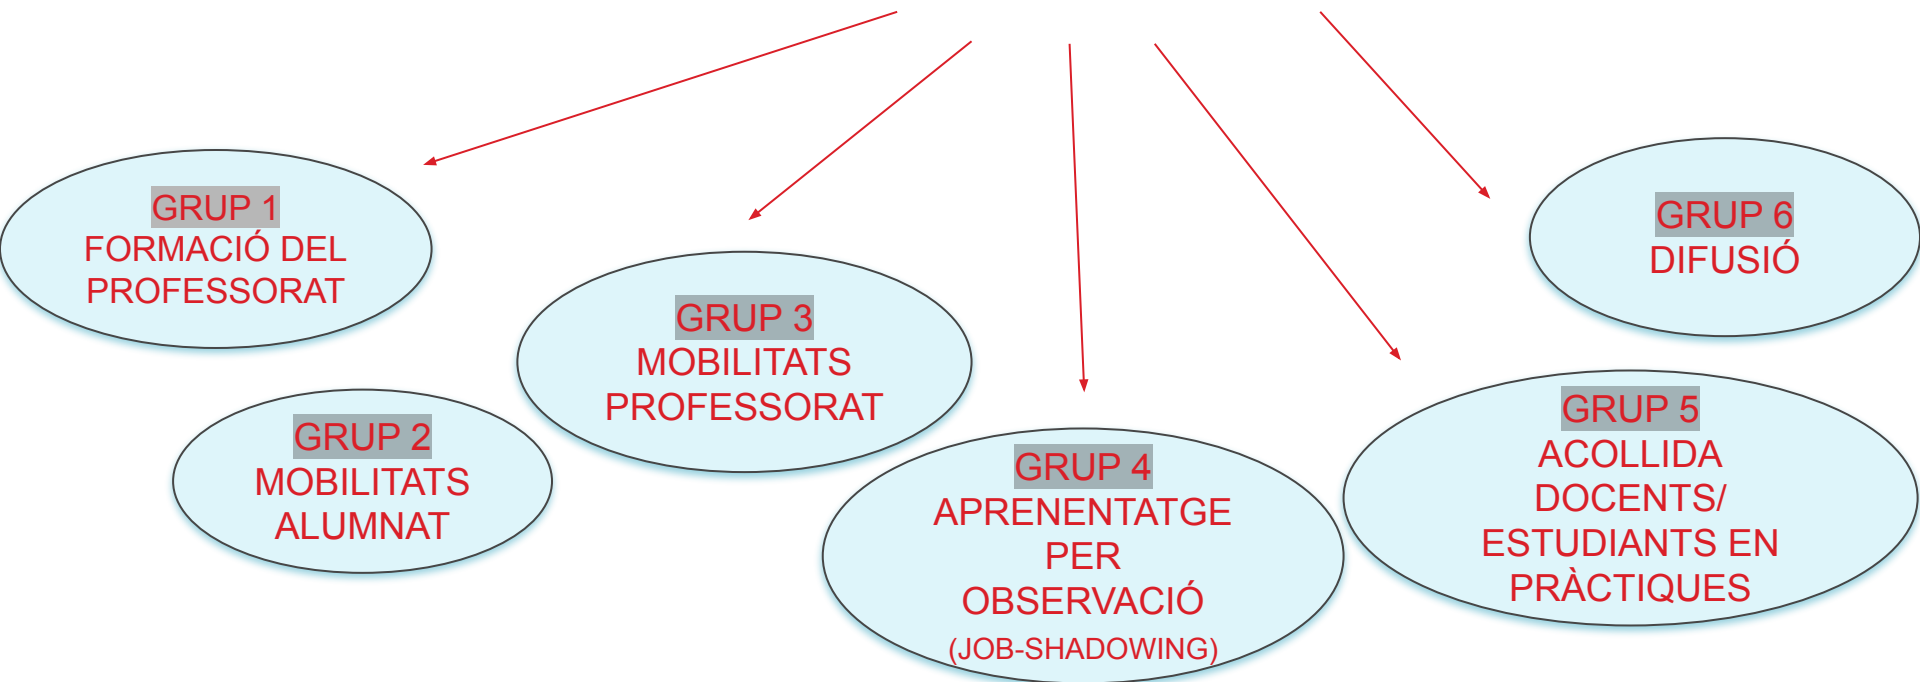 GRUP 1
FORMACIÓ DEL
PROFESSORAT
GRUP 2
MOBILITATS
ALUMNAT
GRUP 3
MOBILITATS
PROFESSORAT
GRUP 4
APRENENTATGE
PER
OBSERVACIÓ
(JOB-SHADOWING)
GRUP 5
ACOLLIDA
DOCENTS/
ESTUDIANTS EN
PRÀCTIQUES
GRUP 6
DIFUSIÓ